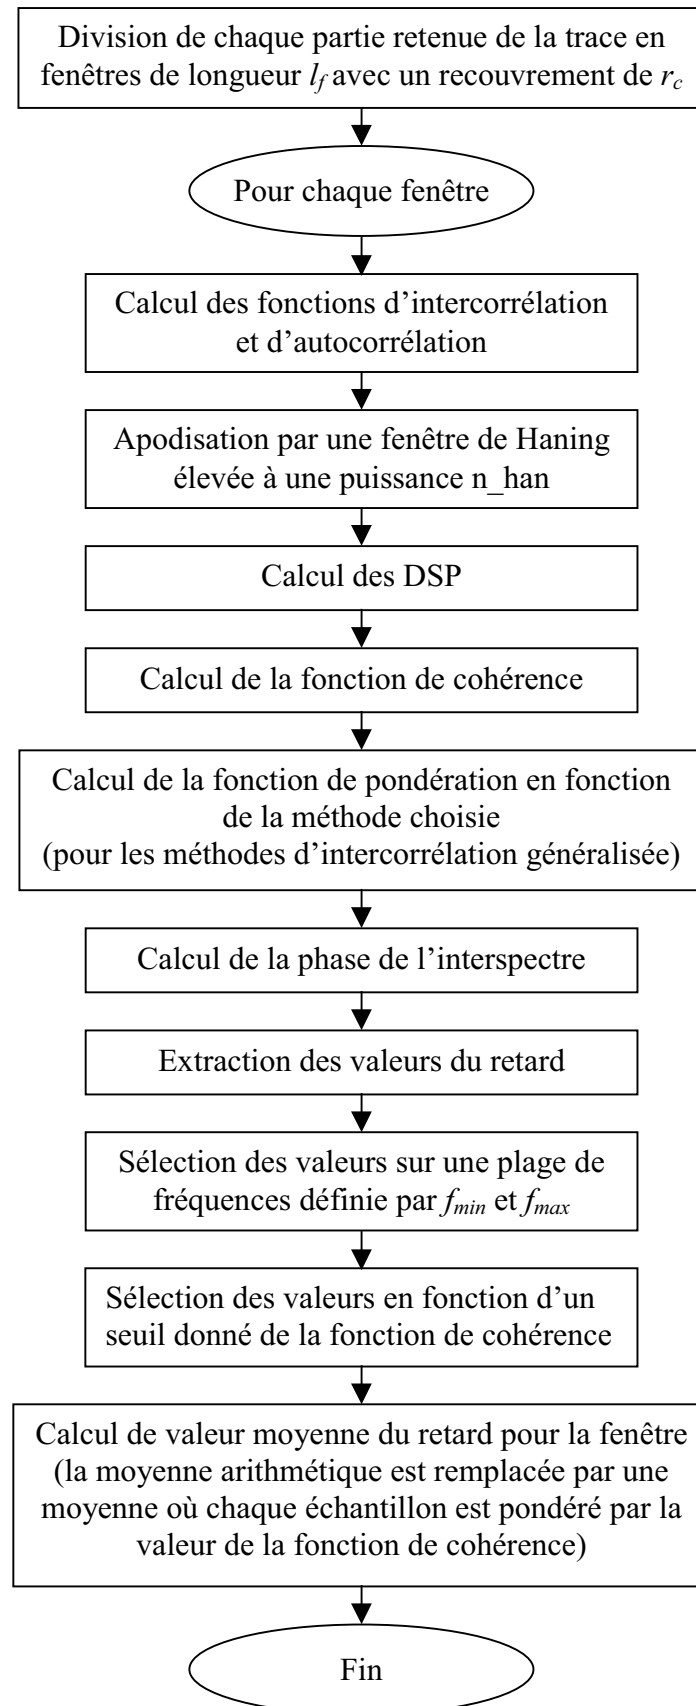 Division de chaque partie retenue de la trace en
fenêtres de longueur l_f avec un recouvrement de r_c
Pour chaque fenêtre
Calcul des fonctions d’intercorrélation
et d’autocorrélation
Apodisation par une fenêtre de Haning
élevée à une puissance n_han
Calcul des DSP
Calcul de la fonction de cohérence
Calcul de la fonction de pondération en fonction
de la méthode choisie
(pour les méthodes d’intercorrélation généralisée)
Calcul de la phase de l’interspectre
Extraction des valeurs du retard
Sélection des valeurs sur une plage de
fréquences définie par f_min et f_max
Sélection des valeurs en fonction d’un
seuil donné de la fonction de cohérence
Calcul de valeur moyenne du retard pour la fenêtre
(la moyenne arithmétique est remplacée par une
moyenne où chaque échantillon est pondéré par la
valeur de la fonction de cohérence)
Fin